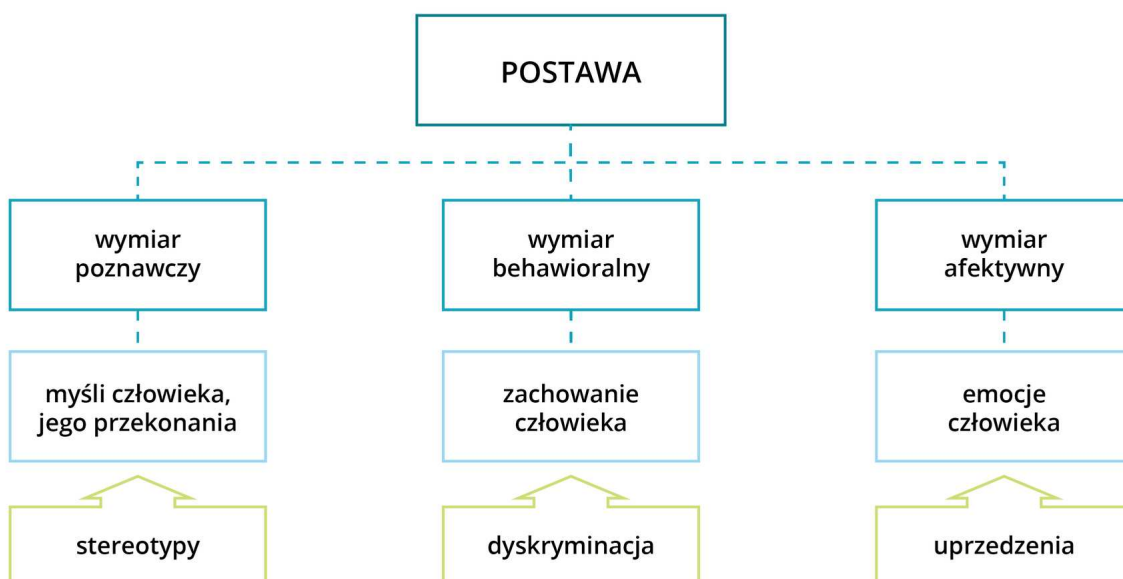 POSTAWA
wymiar
poznawczy
wymiar
behawioralny
wymiar
afektywny
myśli człowieka,
jego przekonania
zachowanie
człowieka
emocje
człowieka
stereotypy
dyskryminacja
uprzedzenia